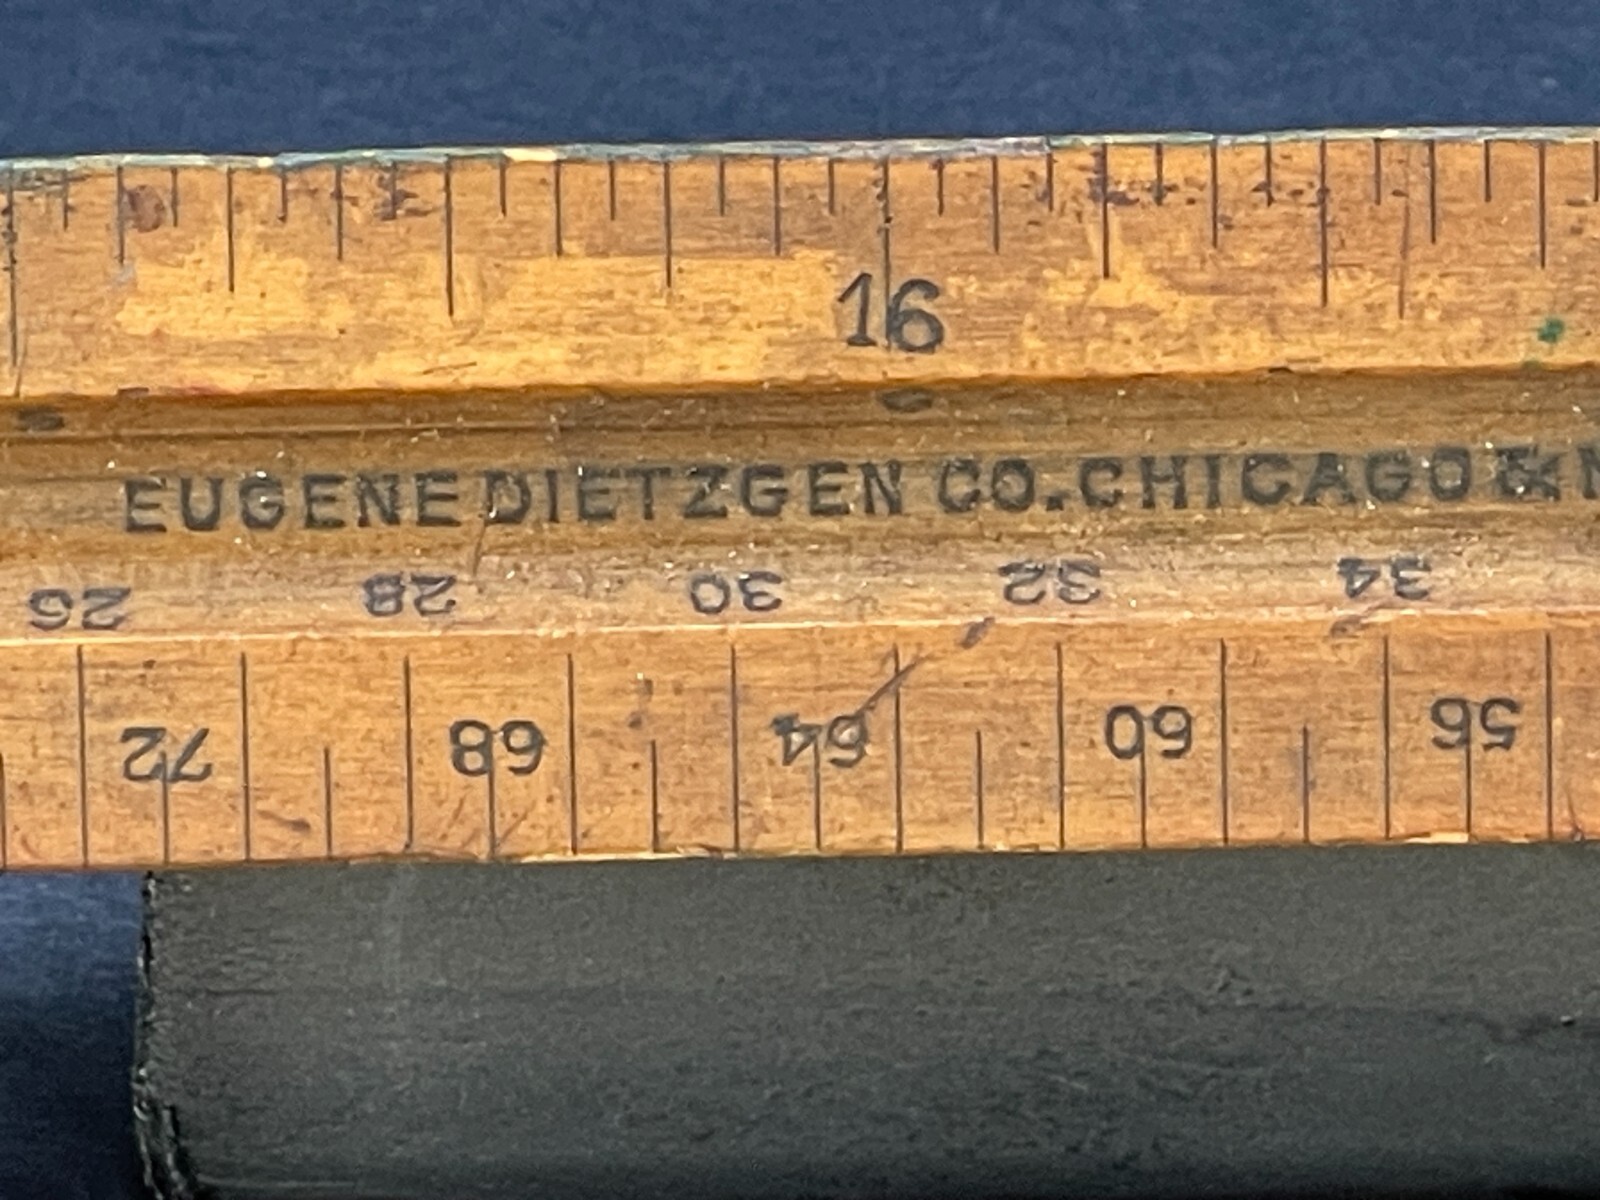 16
EUGENE DIETZGEN CO. CHICAGO &
26 28 30 32 34
72 68 64 60 56